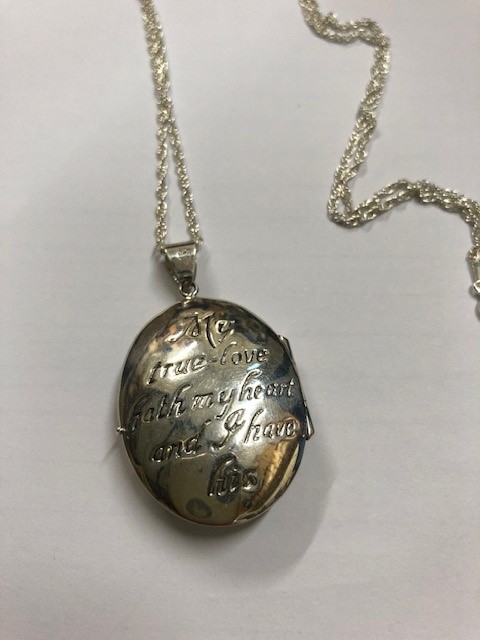 My
true-love
hath my heart
and I have
his